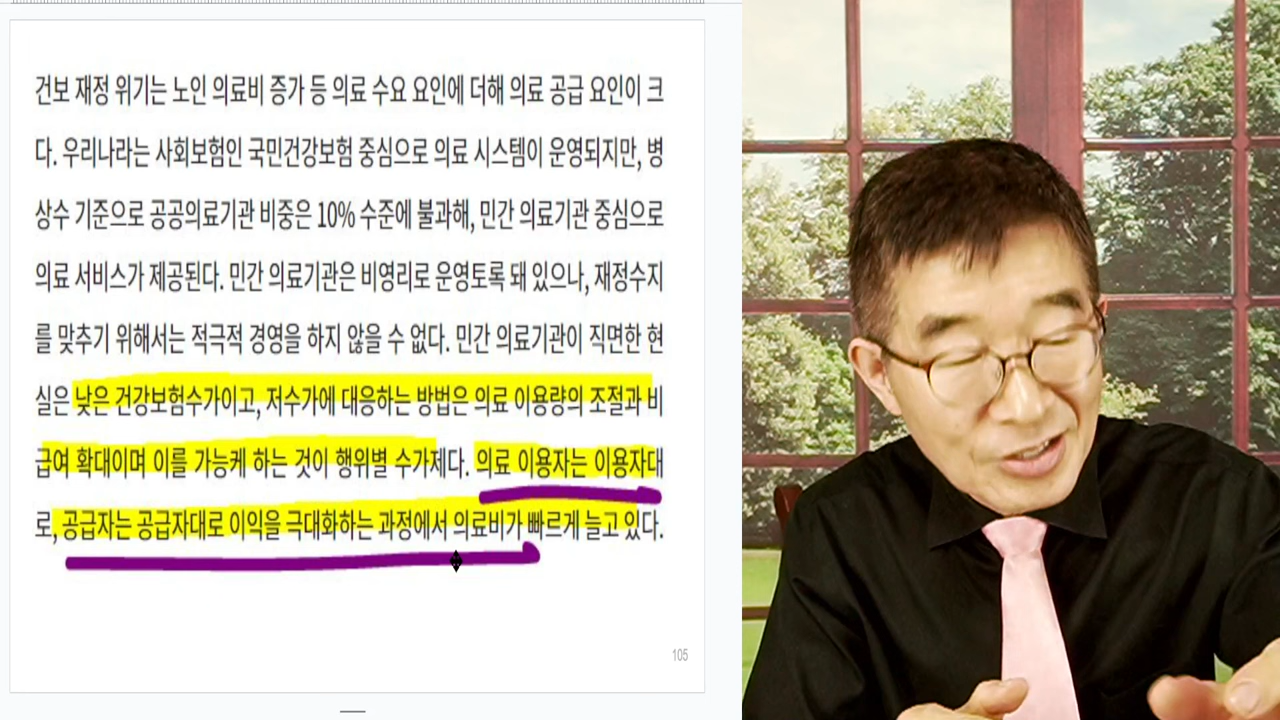 건보 재정 위기는 노인 의료비 증가 등 의료 수요 요인에 더해 의료 공급 요인이 크
다. 우리나라는 사회보험인 국민건강보험 중심으로 의료 시스템이 운영되지만, 병
상수 기준으로 공공의료기관 비중은 10% 수준에 불과해, 민간 의료기관 중심으로
의료 서비스가 제공된다. 민간 의료기관은 비영리로 운영토록 돼 있으나, 재정수지
를 맞추기 위해서는 적극적 경영을 하지 않을 수 없다. 민간 의료기관이 직면한 현
실은 낮은 건강보험수가이고, 저수가에 대응하는 방법은 의료 이용량의 조절과 비
급여 확대이며 이를 가능케 하는 것이 행위별 수가제다. 의료 이용자는 이용자대
로, 공급자는 공급자대로 이익을 극대화하는 과정에서 의료비가 빠르게 늘고 있다.
105